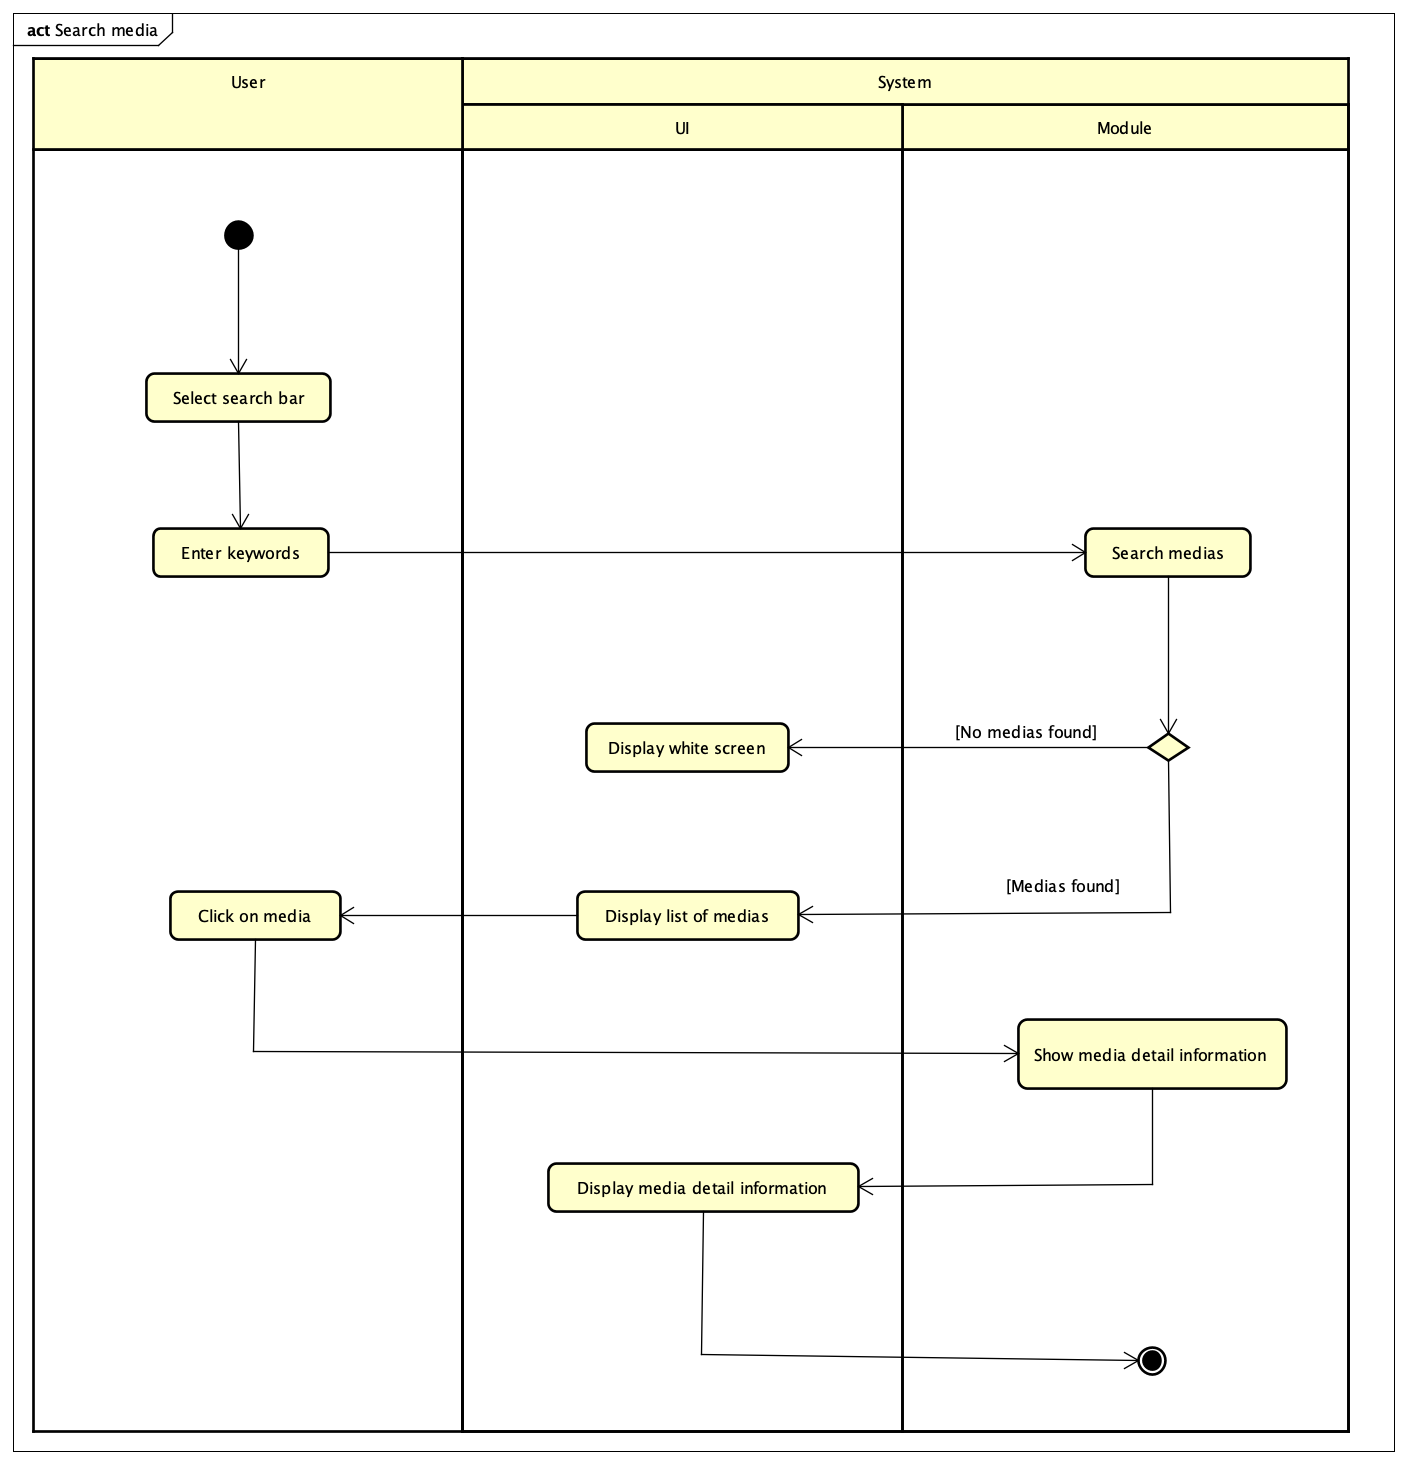 act Search media
User
System
UI
Module
Select search bar
Enter keywords
Search medias
[No medias found]
Display white screen
[Medias found]
Click on media
Display list of medias
Show media detail information
Display media detail information